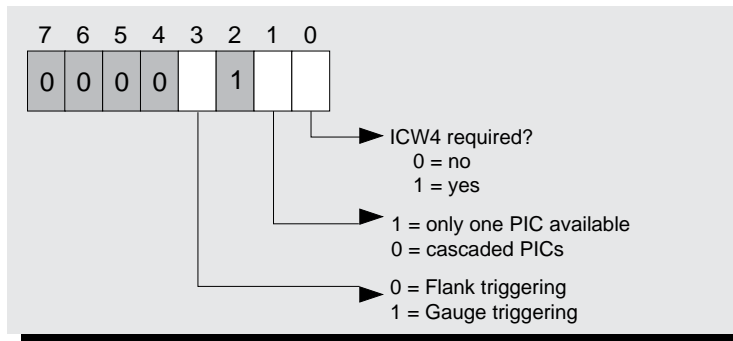 7 6 5 4 3 2 1 0
0 0 0 0 1
ICW4 required?
0 = no
1 = yes
1 = only one PIC available
0 = cascaded PICs
0 = Flank triggering
1 = Gauge triggering